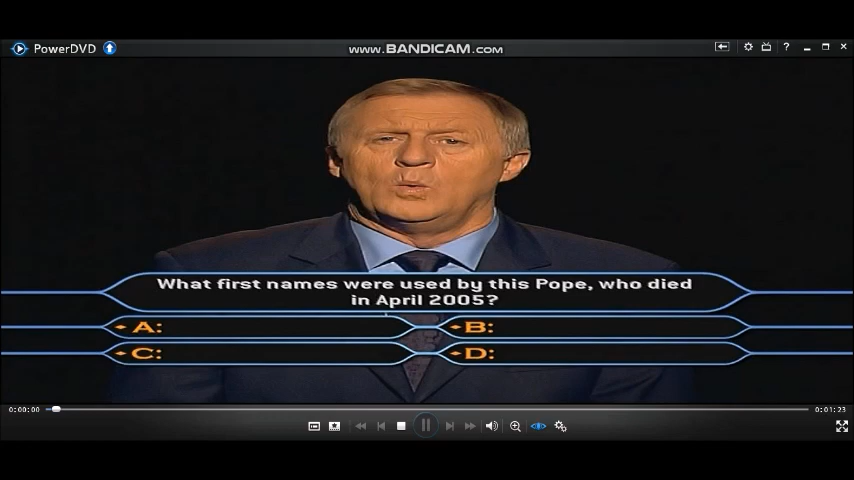 PowerDVD
www.BANDICAM.com
?
What first names were used by this Pope, who died
in April 2005?
A:
B:
C:
D:
0:00:00
0:01:23